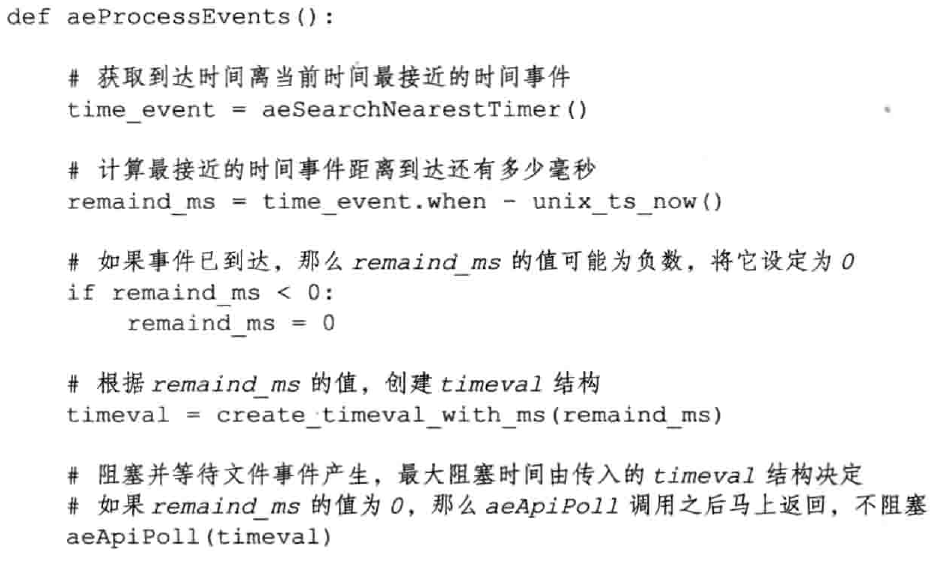 def aeProcessEvents():
# 获取到达时间离当前时间最接近的时间事件
time_event = aeSearchNearestTimer()
# 计算最接近的时间事件距离到达还有多少毫秒
remaind_ms = time_event.when - unix_ts_now()
# 如果事件已到达，那么 remaind_ms 的值可能为负数，将它设定为 0
if remaind_ms < 0:
remaind_ms = 0
# 根据 remaind_ms 的值，创建 timeval 结构
timeval = create_timeval_with_ms(remaind_ms)
# 阻塞并等待文件事件产生，最大阻塞时间由传入的 timeval 结构决定
# 如果 remaind_ms 的值为 0，那么 aeApiPoll 调用之后马上返回，不阻塞
aeApiPoll(timeval)